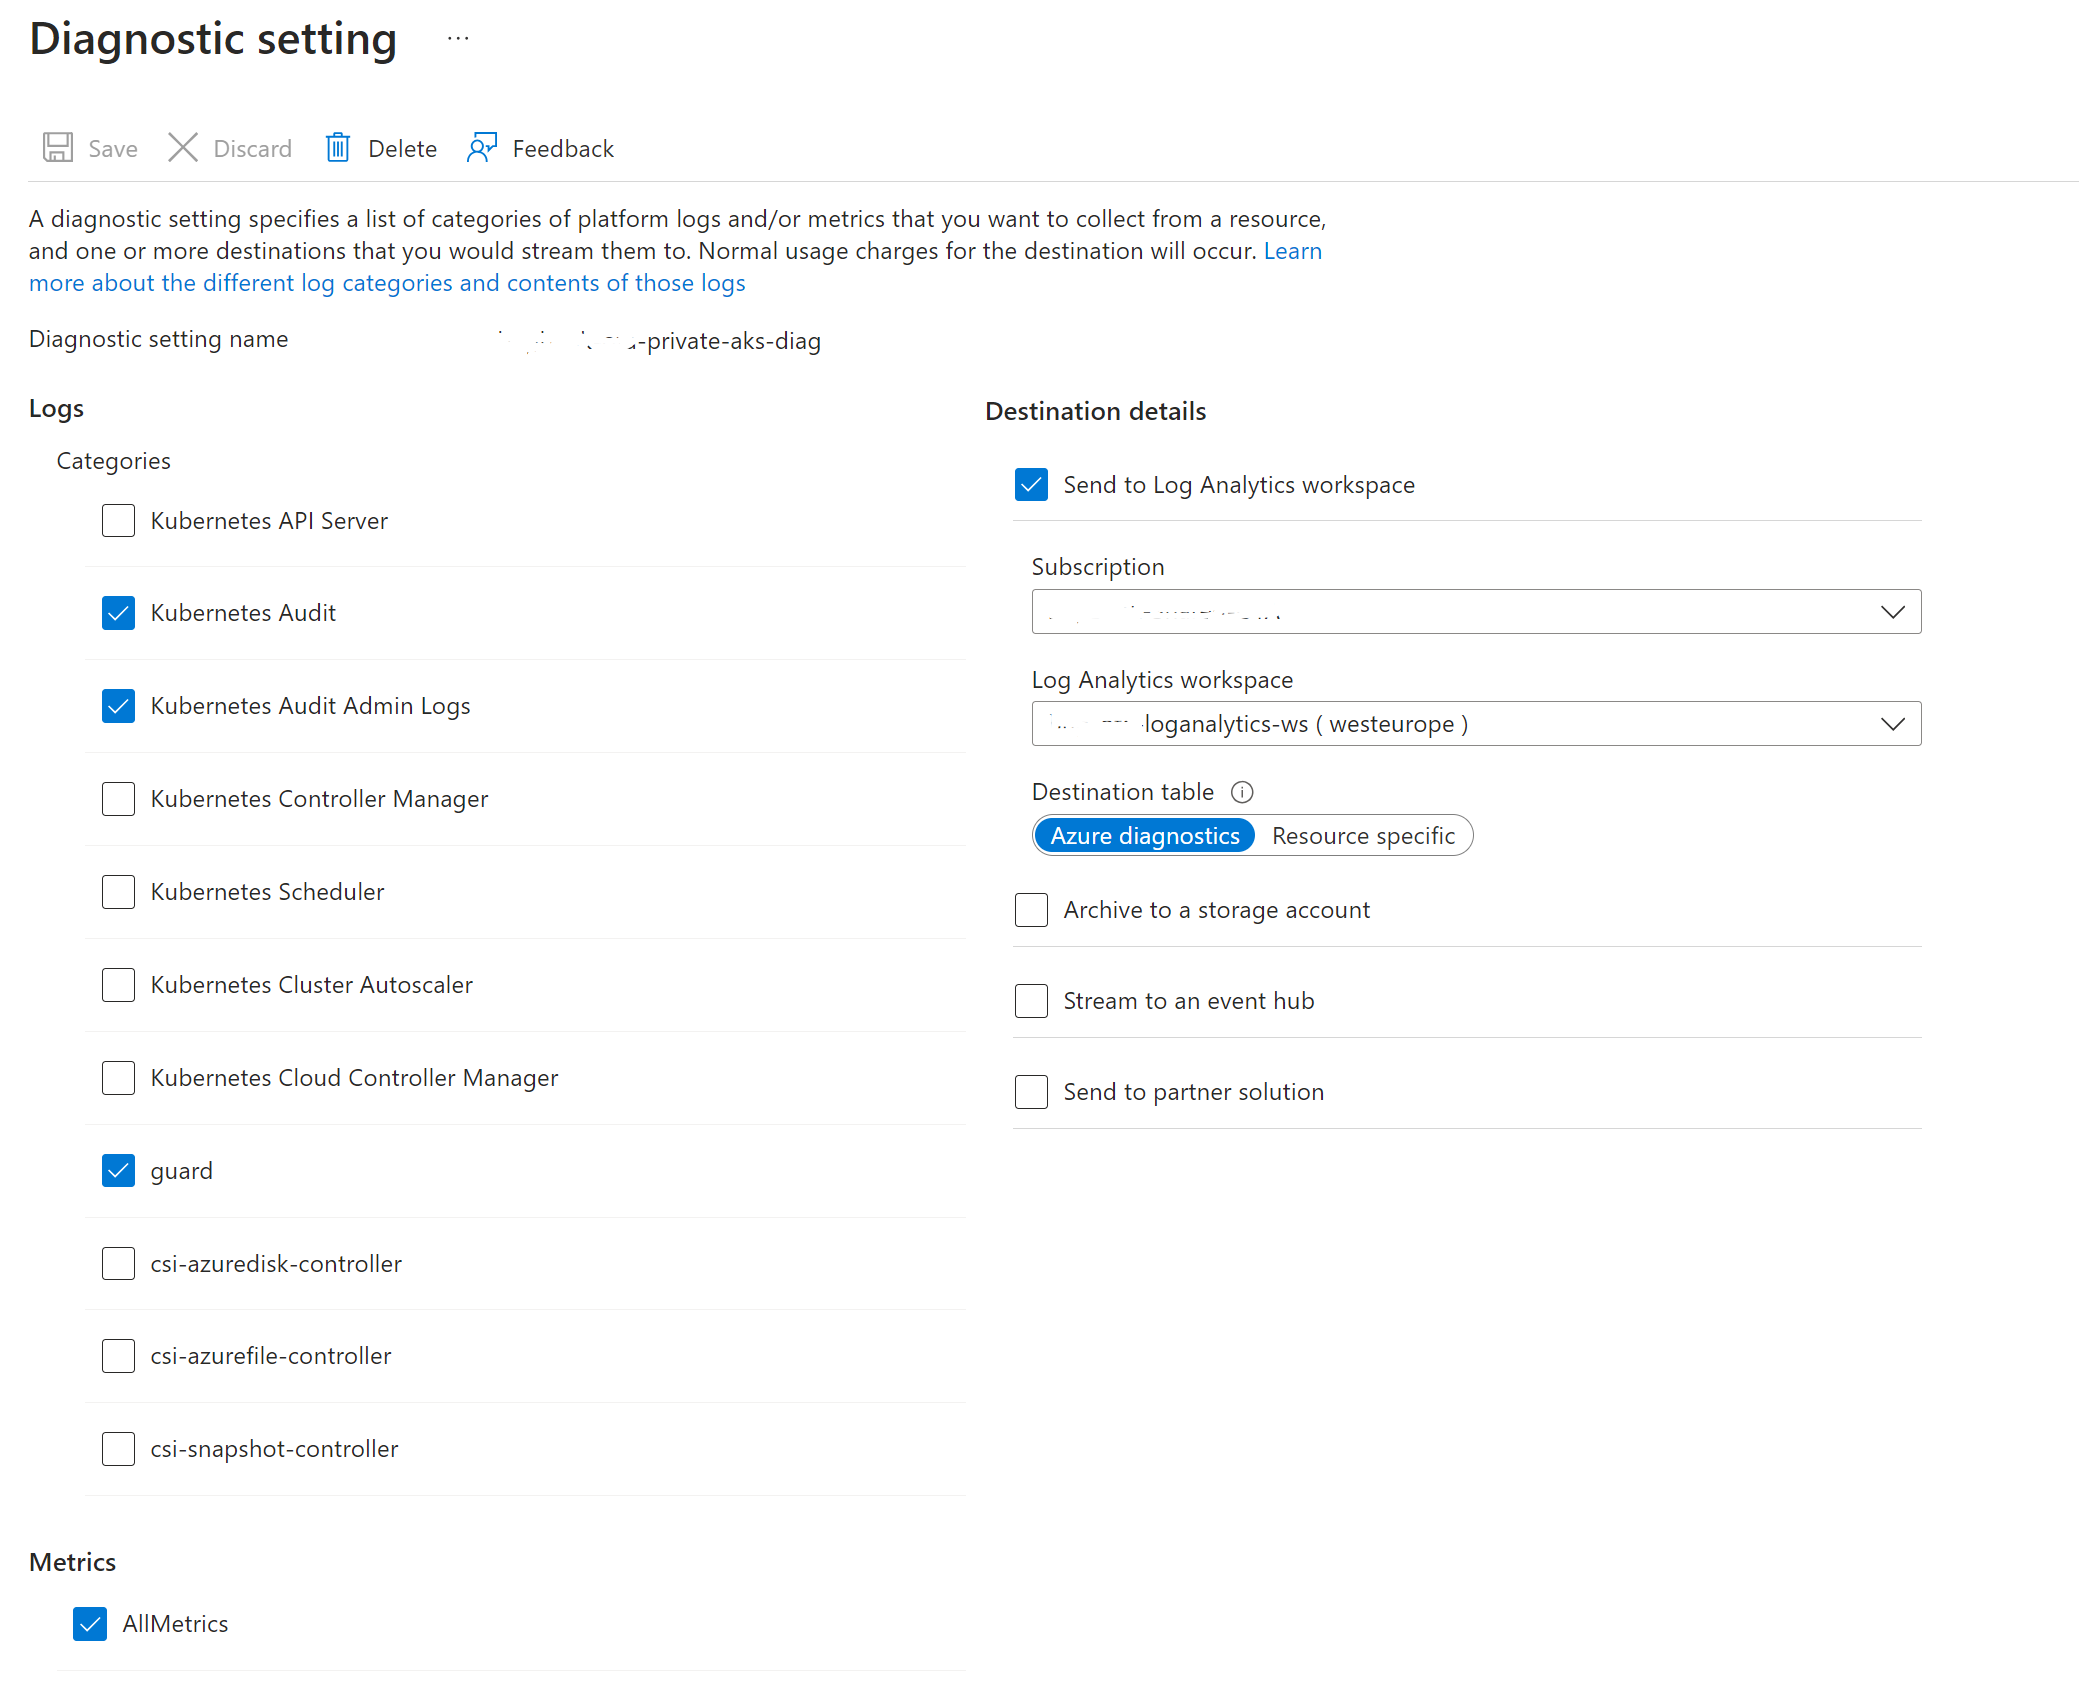 Diagnostic setting ...
Save Discard Delete Feedback
A diagnostic setting specifies a list of categories of platform logs and/or metrics that you want to collect from a resource,
and one or more destinations that you would stream them to. Normal usage charges for the destination will occur. Learn
more about the different log categories and contents of those logs
Diagnostic setting name
-private-aks-diag
Logs
Categories
Kubernetes API Server
Kubernetes Audit
Kubernetes Audit Admin Logs
Kubernetes Controller Manager
Kubernetes Scheduler
Kubernetes Cluster Autoscaler
Kubernetes Cloud Controller Manager
guard
csi-azuredisk-controller
csi-azurefile-controller
csi-snapshot-controller
Metrics
AllMetrics
Destination details
Send to Log Analytics workspace
Subscription
Log Analytics workspace
-loganalytics-ws ( westeurope )
Destination table
Azure diagnostics Resource specific
Archive to a storage account
Stream to an event hub
Send to partner solution